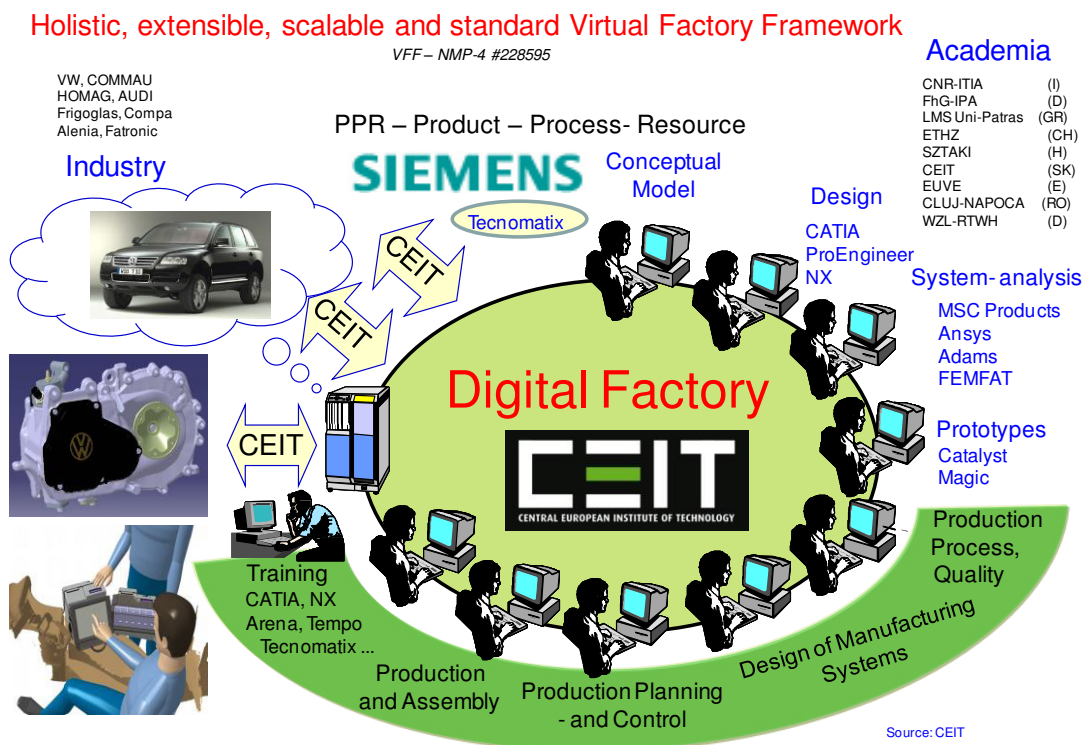 Holistic, extensible, scalable and standard Virtual Factory Framework
VFF – NMP-4 #228595
VW, COMMAU
HOMAG, AUDI
Frigoglas, Compa
Alenia, Fatronic
Industry
Academia
CNR-ITIA (I)
FhG-IPA (D)
LMS Uni-Patras (GR)
ETHZ (CH)
SZTAKI (H)
CEIT (SK)
EUVE (E)
CLUJ-NAPOCA (RO)
WZL-RTWH (D)
PPR – Product – Process- Resource
SIEMENS
Tecnomatix
Conceptual
Model
Design
CATIA
ProEngineer
NX
System- analysis
MSC Products
Ansys
Adams
FEMFAT
Prototypes
Catalyst
Magic
CEIT
CEIT
CEIT
Digital Factory
CEIT
CENTRAL EUROPEAN INSTITUTE OF TECHNOLOGY
Production
Process,
Quality
Design of Manufacturing
Systems
Production Planning
- and Control
Production
and Assembly
Training
CATIA, NX
Arena, Tempo
Tecnomatix ...
Source: CEIT